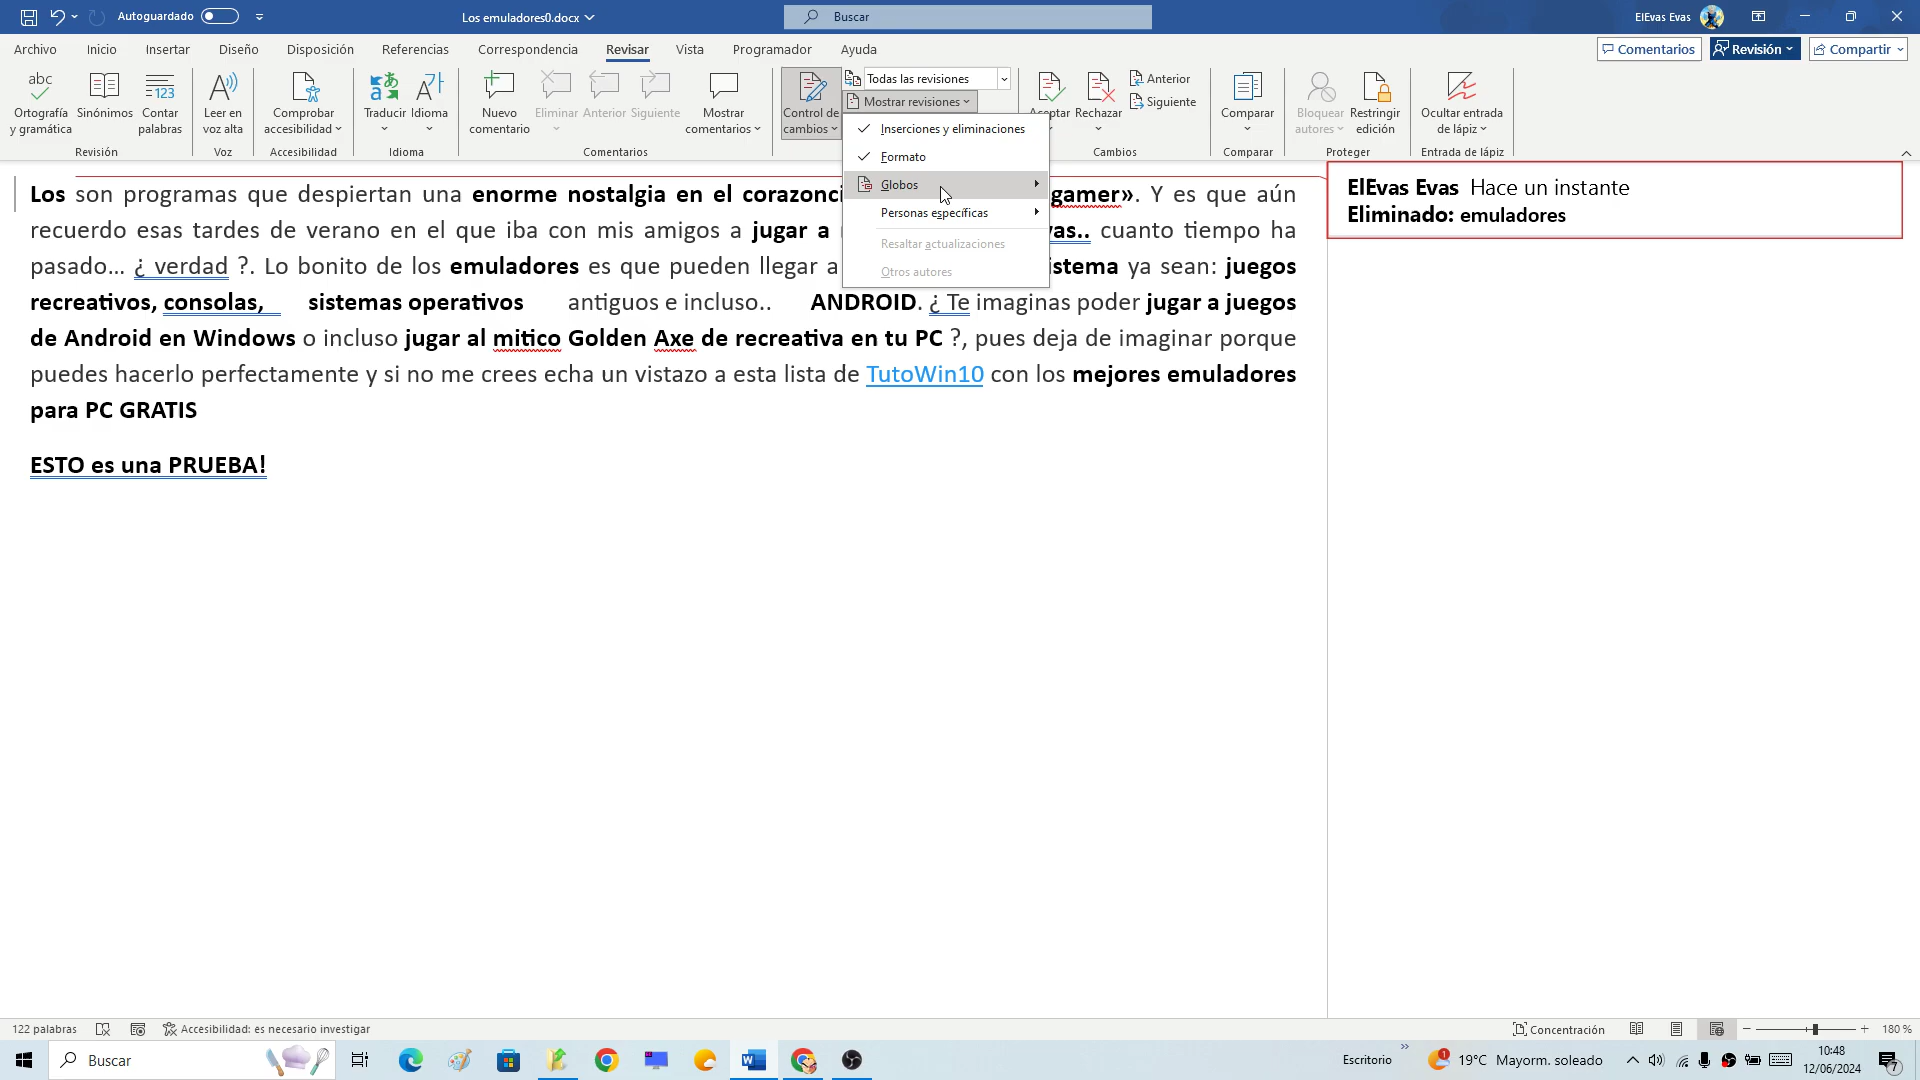 Autoguardado
Los emuladores0.docx
Buscar
ElEvas Evas
Archivo Inicio Insertar Diseño Disposición Referencias Correspondencia Revisar Vista Programador Ayuda
Comentarios Revisión Compartir
Ortografía y gramática
Sinónimos
Contar palabras
Leer en voz alta
Comprobar accesibilidad
Traducir
Idioma
Nuevo comentario
Eliminar
Anterior
Siguiente
Mostrar comentarios
Control de cambios
Todas las revisiones
Mostrar revisiones
Aceptar
Rechazar
Anterior
Siguiente
Comparar
Bloquear autores
Restringir edición
Ocultar entrada de lápiz
Revisión Voz Accesibilidad Idioma Comentarios Cambios Comparar Proteger Entrada de lápiz
Inserciones y eliminaciones
Formato
Globos
Personas específicas
Resaltar actualizaciones
Otros autores
Los son programas que despiertan una enorme nostalgia en el corazonci gamer». Y es que aún
recuerdo esas tardes de verano en el que iba con mis amigos a jugar a vas.. cuanto tiempo ha
pasado... ¿ verdad ?. Lo bonito de los emuladores es que pueden llegar a istema ya sean: juegos
recreativos, consolas, sistemas operativos antiguos e incluso.. ANDROID. ¿ Te imaginas poder jugar a juegos
de Android en Windows o incluso jugar al mitico Golden Axe de recreativa en tu PC ?, pues deja de imaginar porque
puedes hacerlo perfectamente y si no me crees echa un vistazo a esta lista de TutoWin10 con los mejores emuladores
para PC GRATIS
ESTO es una PRUEBA!
ElEvas Evas Hace un instante
Eliminado: emuladores
122 palabras
Accesibilidad: es necesario investigar
Concentración
180 %
Buscar
Escritorio
19°C Mayorm. soleado
10:48
12/06/2024